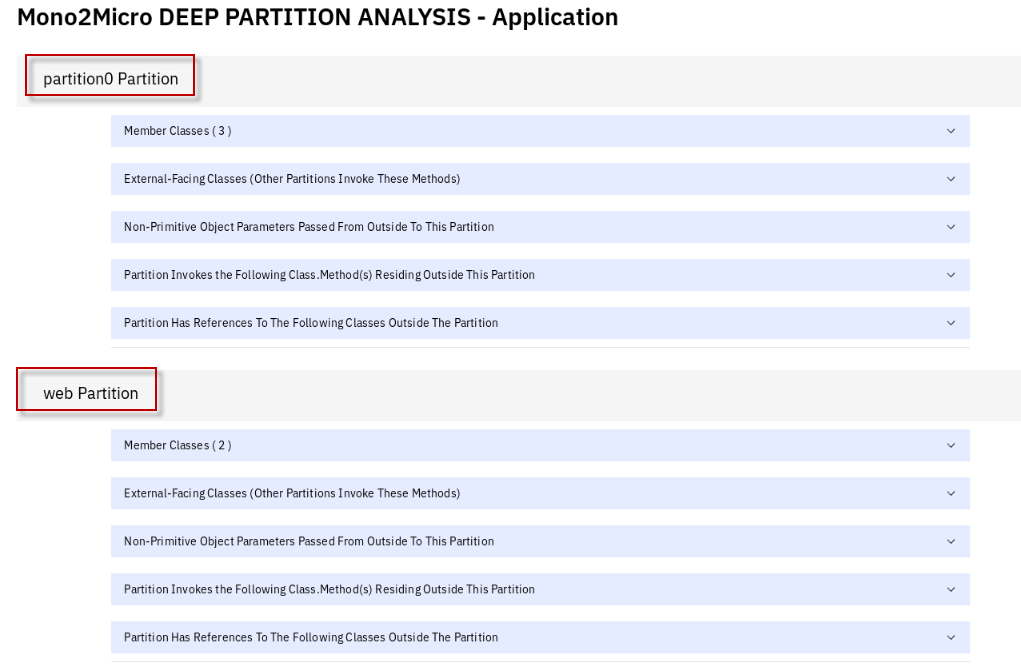 Mono2Micro DEEP PARTITION ANALYSIS - Application
partition0 Partition
Member Classes ( 3 )
External-Facing Classes (Other Partitions Invoke These Methods)
Non-Primitive Object Parameters Passed From Outside To This Partition
Partition Invokes the Following Class.Method(s) Residing Outside This Partition
Partition Has References To The Following Classes Outside The Partition
web Partition
Member Classes ( 2 )
External-Facing Classes (Other Partitions Invoke These Methods)
Non-Primitive Object Parameters Passed From Outside To This Partition
Partition Invokes the Following Class.Method(s) Residing Outside This Partition
Partition Has References To The Following Classes Outside The Partition